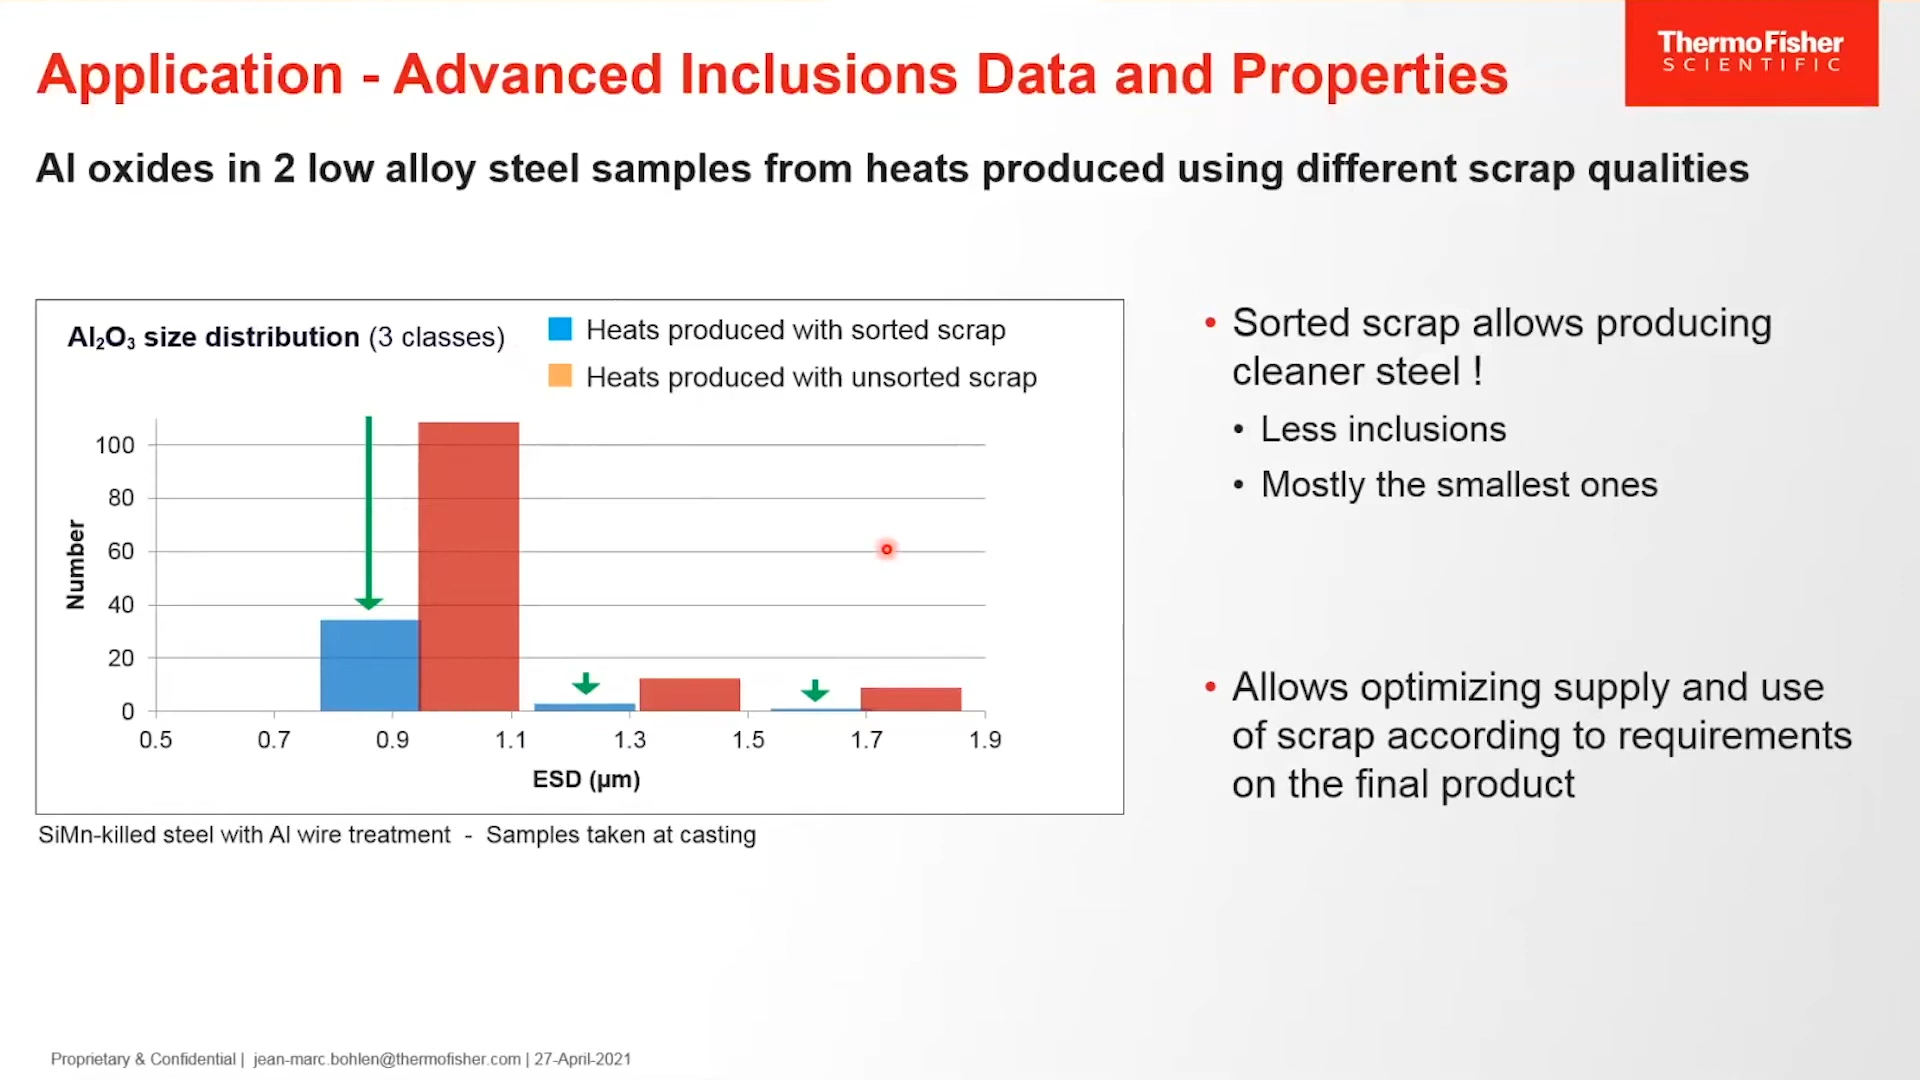 Application - Advanced Inclusions Data and Properties
ThermoFisher
SCIENTIFIC
Al oxides in 2 low alloy steel samples from heats produced using different scrap qualities
Al₂O₃ size distribution (3 classes)
Heats produced with sorted scrap
Heats produced with unsorted scrap
Number
100
80
60
40
20
0
0.5 0.7 0.9 1.1 1.3 1.5 1.7 1.9
ESD (µm)
SiMn-killed steel with Al wire treatment - Samples taken at casting
• Sorted scrap allows producing
cleaner steel !
• Less inclusions
• Mostly the smallest ones
• Allows optimizing supply and use
of scrap according to requirements
on the final product
Proprietary & Confidential | jean-marc.bohlen@thermofisher.com | 27-April-2021